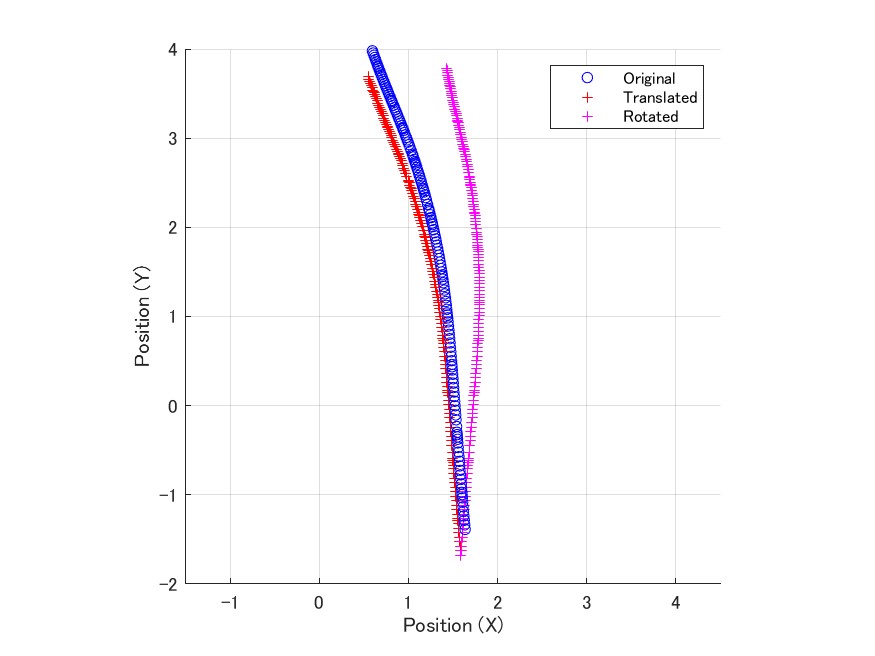 4
3
2
1
0
-1
-2
-1
0
1
2
3
4
Position (X)
Position (Y)
Original
Translated
Rotated